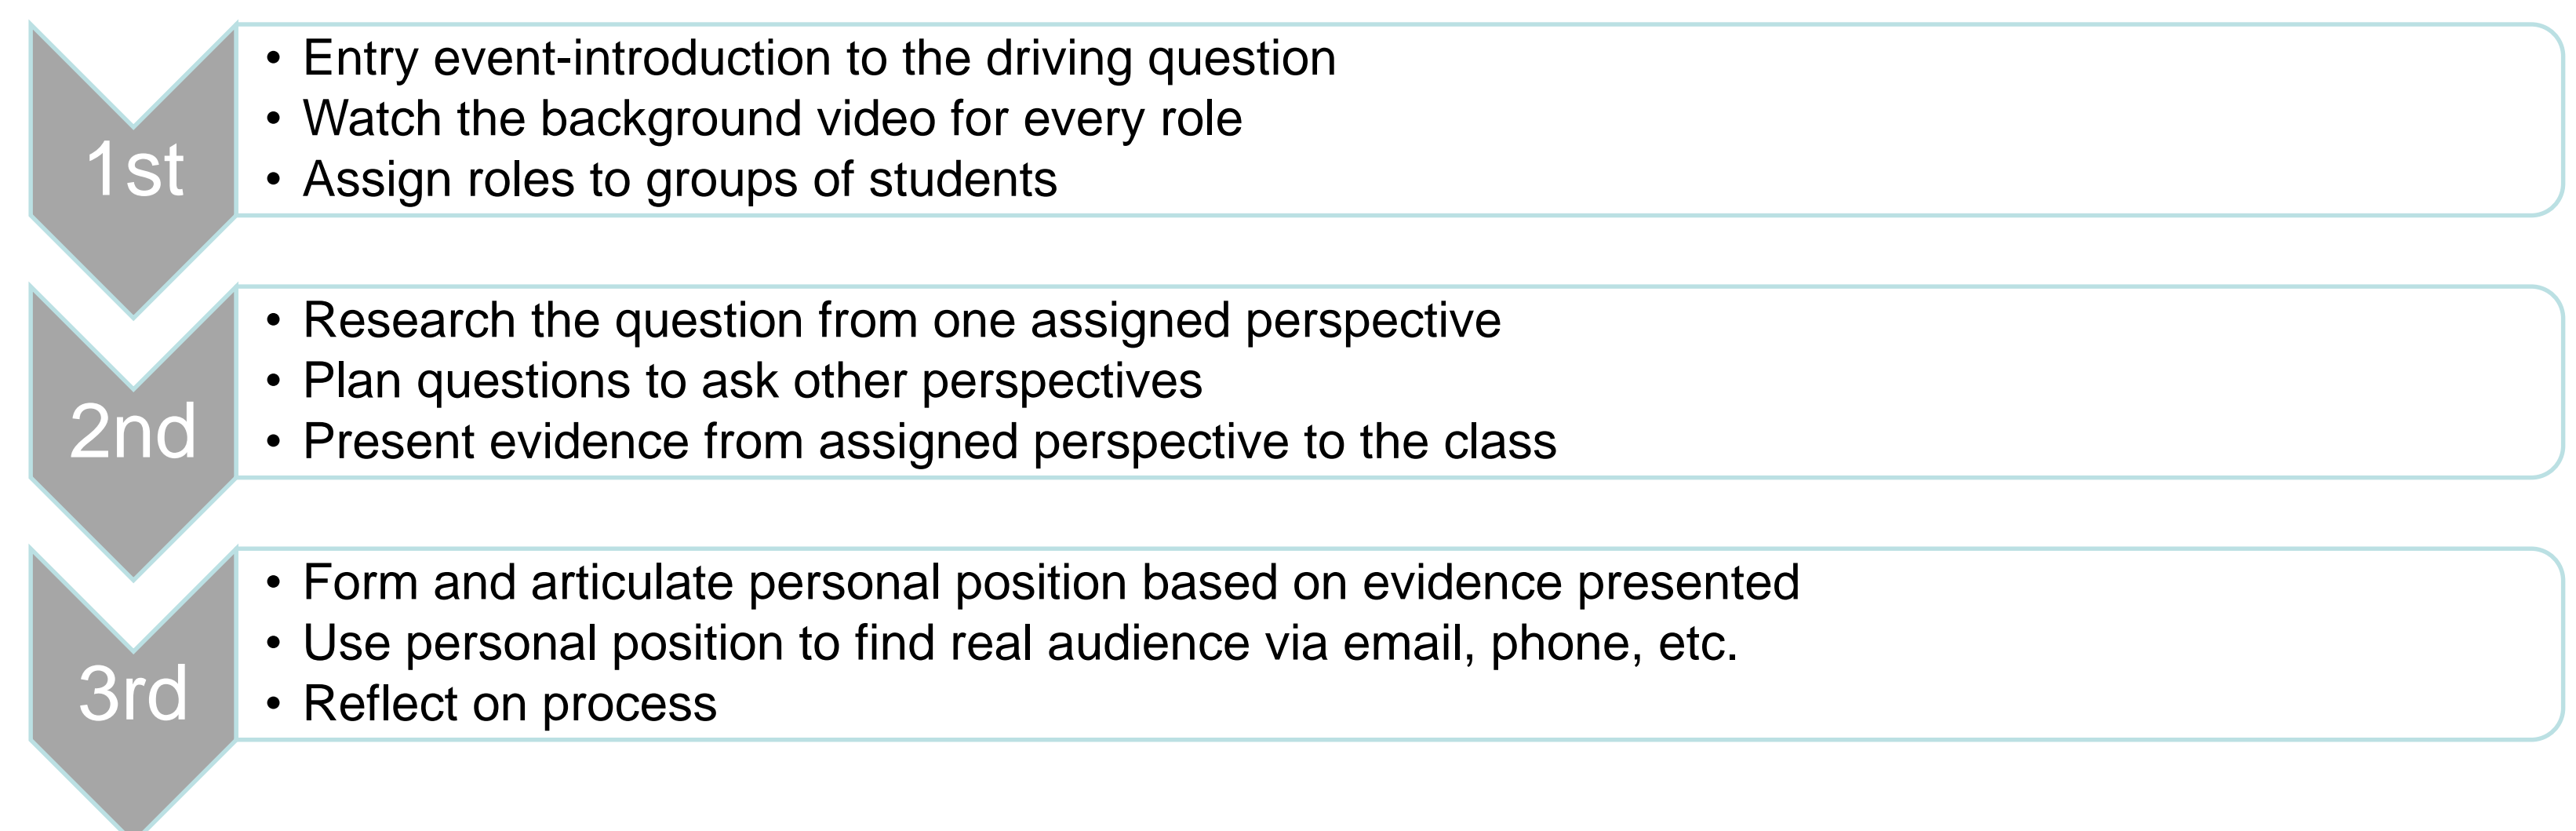 1st
• Entry event-introduction to the driving question
• Watch the background video for every role
• Assign roles to groups of students
2nd
• Research the question from one assigned perspective
• Plan questions to ask other perspectives
• Present evidence from assigned perspective to the class
3rd
• Form and articulate personal position based on evidence presented
• Use personal position to find real audience via email, phone, etc.
• Reflect on process